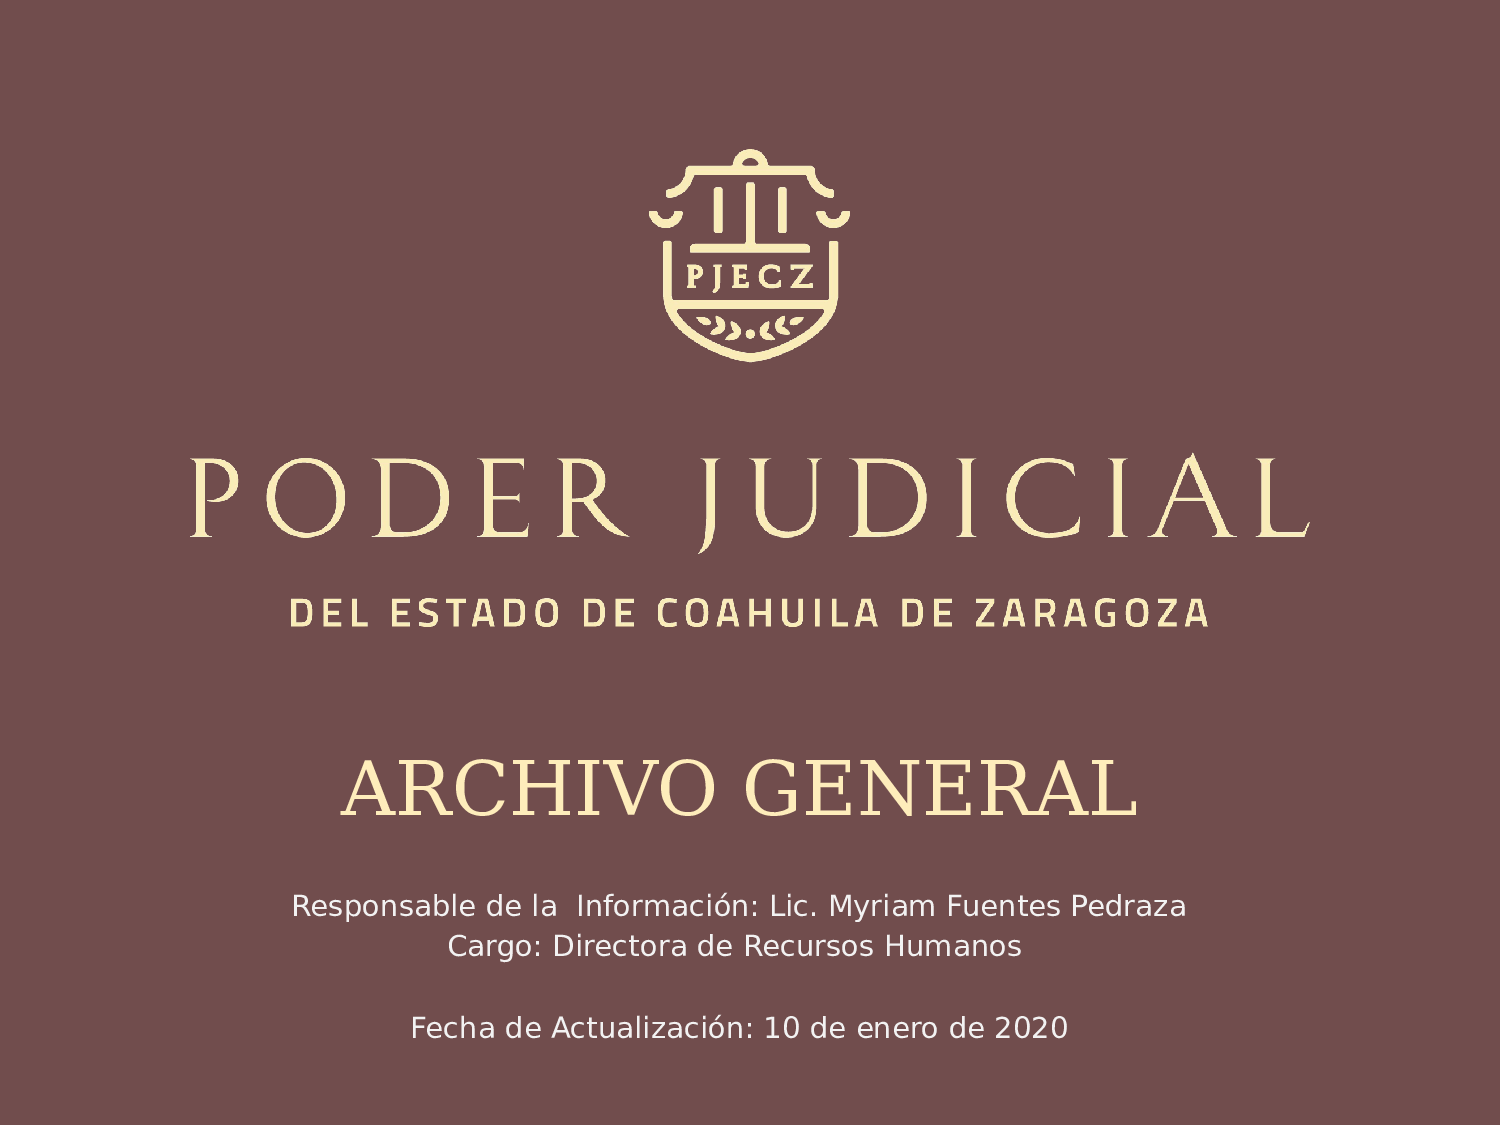 PJECZ
PODER JUDICIAL
DEL ESTADO DE COAHUILA DE ZARAGOZA
ARCHIVO GENERAL
Responsable de la  Información: Lic. Myriam Fuentes Pedraza
Cargo: Directora de Recursos Humanos
Fecha de Actualización: 10 de enero de 2020